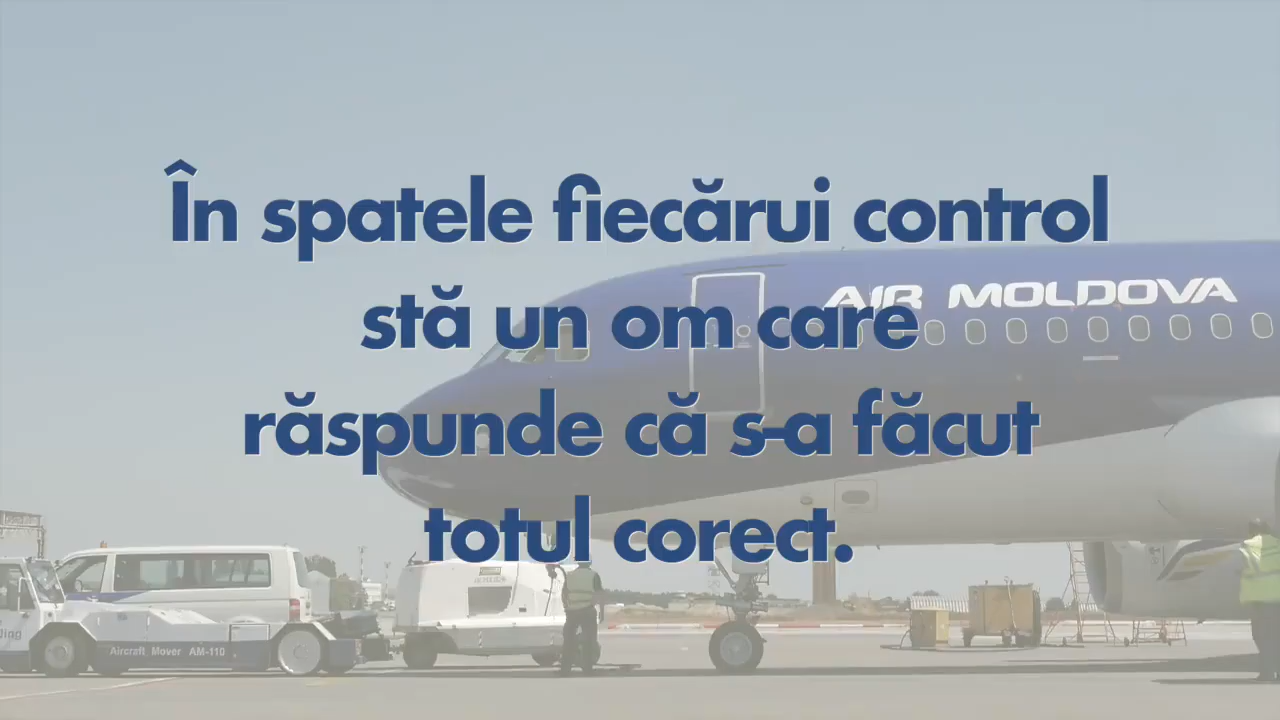 În spatele fiecărui control
stă un om care
răspunde că s-a făcut
totul corect.
AIR MOLDOVA
Aircraft Mover AM-110